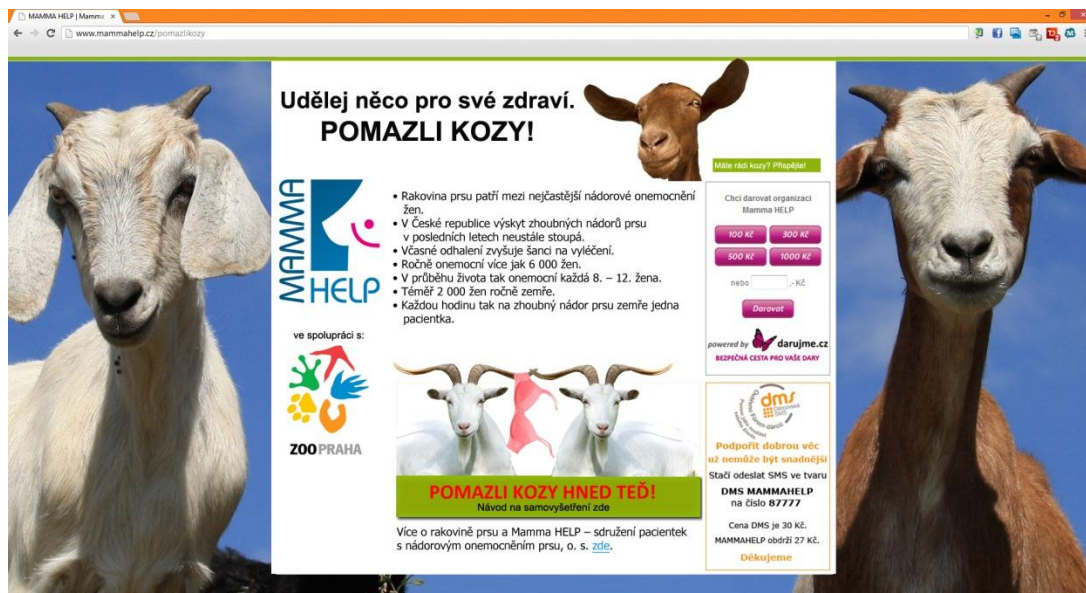 MAMMA HELP | Mamma
www.mammahelp.cz/pomazlikozy
Udělej něco pro své zdraví.
POMAZLI KOZY!
MAMMA
HELP
ve spolupráci s:
ZOO PRAHA
• Rakovina prsu patří mezi nejčastější nádorové onemocnění
žen.
• V České republice výskyt zhoubných nádorů prsu
v posledních letech neustále stoupá.
• Včasné odhalení zvyšuje šanci na vyléčení.
• Ročně onemocní více jak 6 000 žen.
• V průběhu života tak onemocní každá 8. – 12. žena.
• Téměř 2 000 žen ročně zemře.
• Každou hodinu tak na zhoubný nádor prsu zemře jedna
pacientka.
POMAZLI KOZY HNED TEĎ!
Návod na samovyšetření zde
Více o rakovině prsu a Mamma HELP – sdružení pacientek
s nádorovým onemocněním prsu, o. s. zde.
Máte rádi kozy? Přispějte!
Chci darovat organizaci
Mamma HELP
100 Kč 300 Kč
500 Kč 1000 Kč
nebo ,- Kč
Darovat
powered by darujme.cz
BEZPEČNÁ CESTA PRO VAŠE DARY
dms
Dárcovská
SMS
Podpořit dobrou věc
už nemůže být snadnější
Stačí odeslat SMS ve tvaru
DMS MAMMAHELP
na číslo 87777
Cena DMS je 30 Kč.
MAMMAHELP obdrží 27 Kč.
Děkujeme